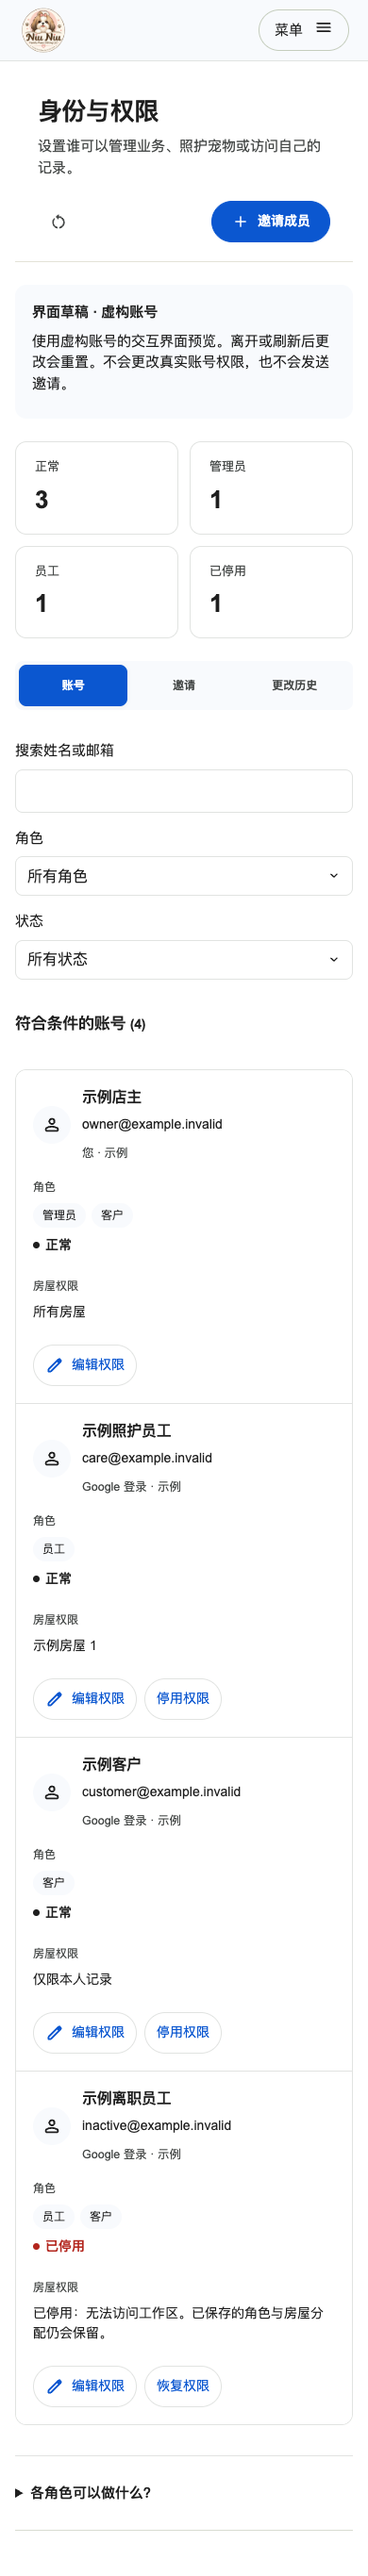 Niu Niu
菜单
身份与权限
设置谁可以管理业务、照护宠物或访问自己的
记录。
邀请成员
界面草稿 · 虚构账号
使用虚构账号的交互界面预览。离开或刷新后更
改会重置。不会更改真实账号权限，也不会发送
邀请。
正常
3
管理员
1
员工
1
已停用
1
账号
邀请
更改历史
搜索姓名或邮箱
角色
所有角色
状态
所有状态
符合条件的账号 (4)
示例店主
owner@example.invalid
您 · 示例
角色
管理员
客户
正常
房屋权限
所有房屋
编辑权限
示例照护员工
care@example.invalid
Google 登录 · 示例
角色
员工
正常
房屋权限
示例房屋 1
编辑权限
停用权限
示例客户
customer@example.invalid
Google 登录 · 示例
角色
客户
正常
房屋权限
仅限本人记录
编辑权限
停用权限
示例离职员工
inactive@example.invalid
Google 登录 · 示例
角色
员工
客户
已停用
房屋权限
已停用：无法访问工作区。已保存的角色与房屋分
配仍会保留。
编辑权限
恢复权限
各角色可以做什么?